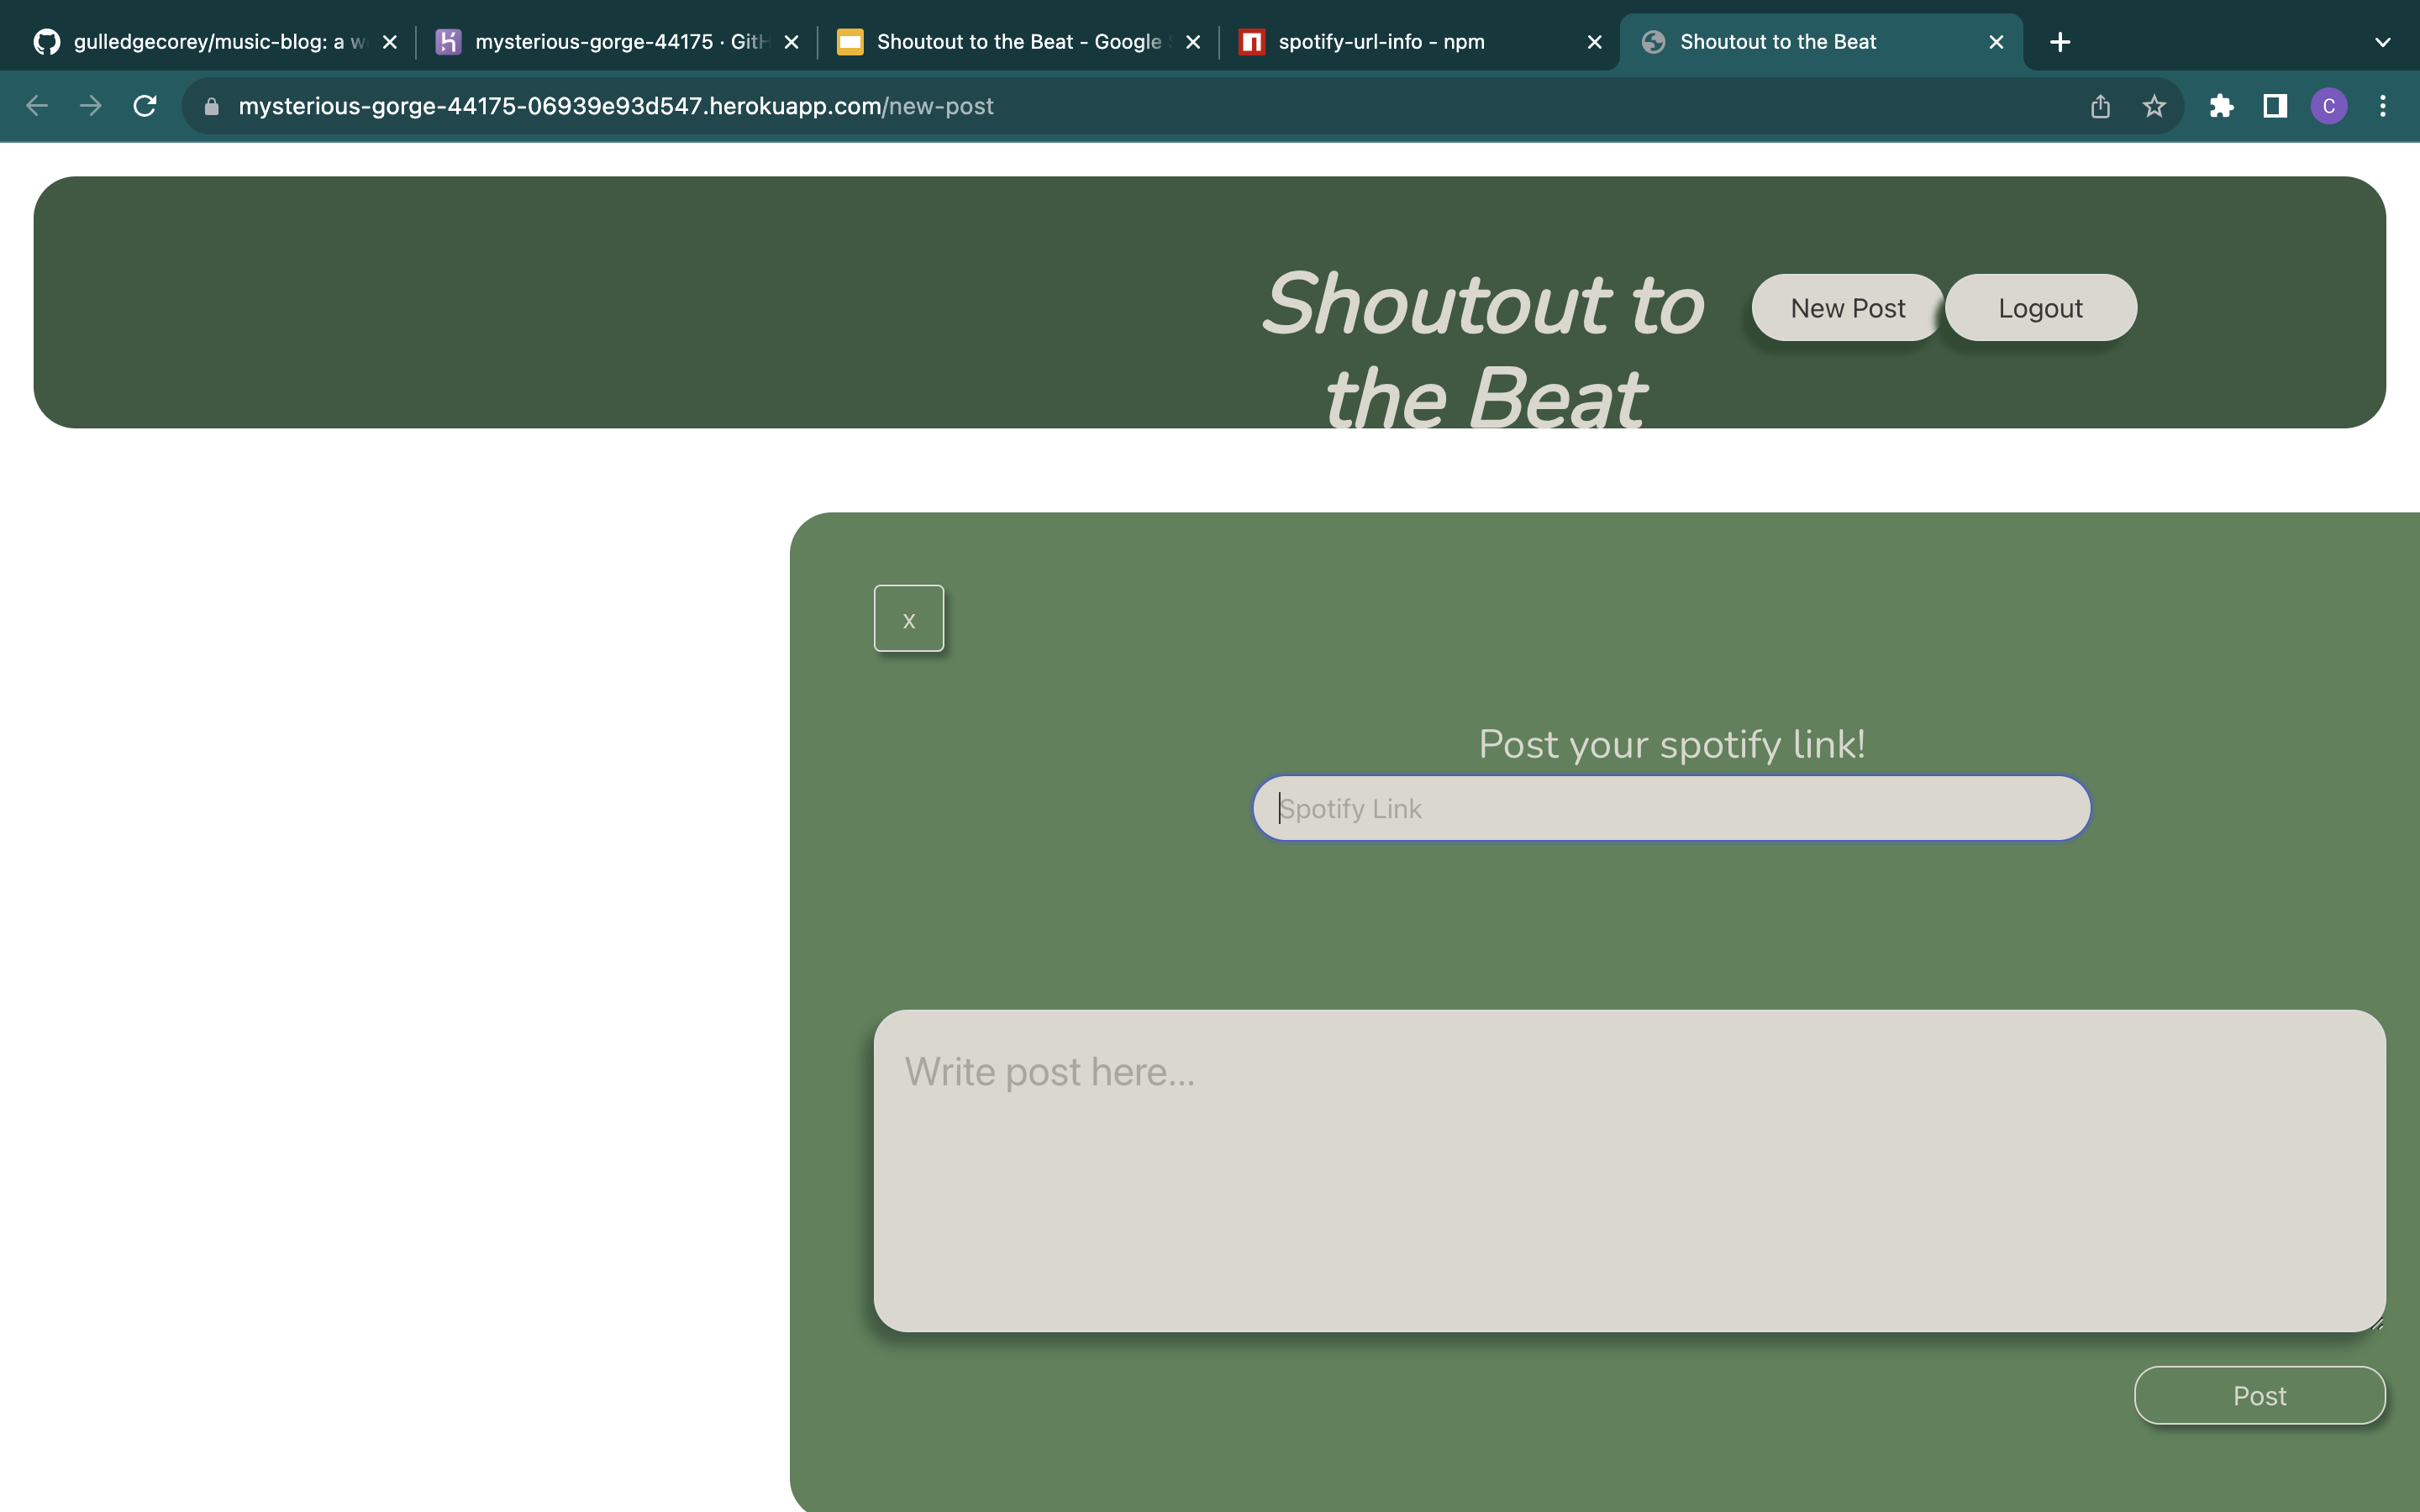 gulledgecorey/music-blog: a w
mysterious-gorge-44175 · GitH
Shoutout to the Beat - Google
spotify-url-info - npm
Shoutout to the Beat
mysterious-gorge-44175-06939e93d547.herokuapp.com/new-post
C
Shoutout to
the Beat
New Post
Logout
x
Post your spotify link!
Spotify Link
Write post here...
Post